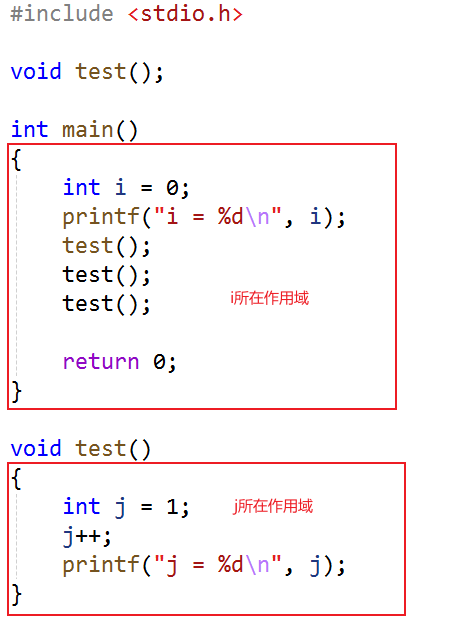 #include <stdio.h>
void test();
int main()
{
    int i = 0;
    printf("i = %d\n", i);
    test();
    test();
    test();
i所在作用域
    return 0;
}
void test()
{
    int j = 1; j所在作用域
    j++;
    printf("j = %d\n", j);
}